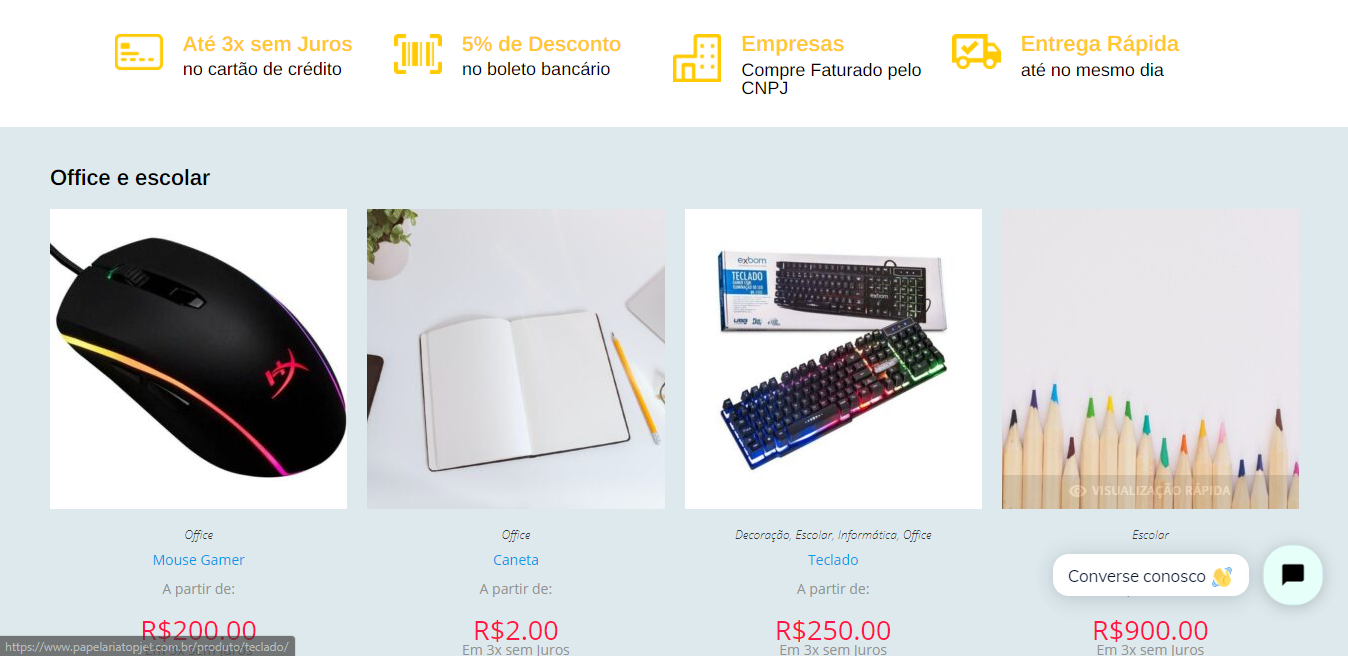 Até 3x sem Juros
no cartão de crédito
5% de Desconto
no boleto bancário
Empresas
Compre Faturado pelo
CNPJ
Entrega Rápida
até no mesmo dia
Office e escolar
exbom
TECLADO
exbom
VISUALIZAÇÃO RÁPIDA
Office
Mouse Gamer
A partir de:
R$200.00
Office
Caneta
A partir de:
R$2.00
Em 3x sem Juros
Decoração, Escolar, Informática, Office
Teclado
A partir de:
R$250.00
Em 3x sem Juros
Escolar
R$900.00
Em 3x sem Juros
Converse conosco
https://www.papelariatopjet.com.br/produto/teclado/